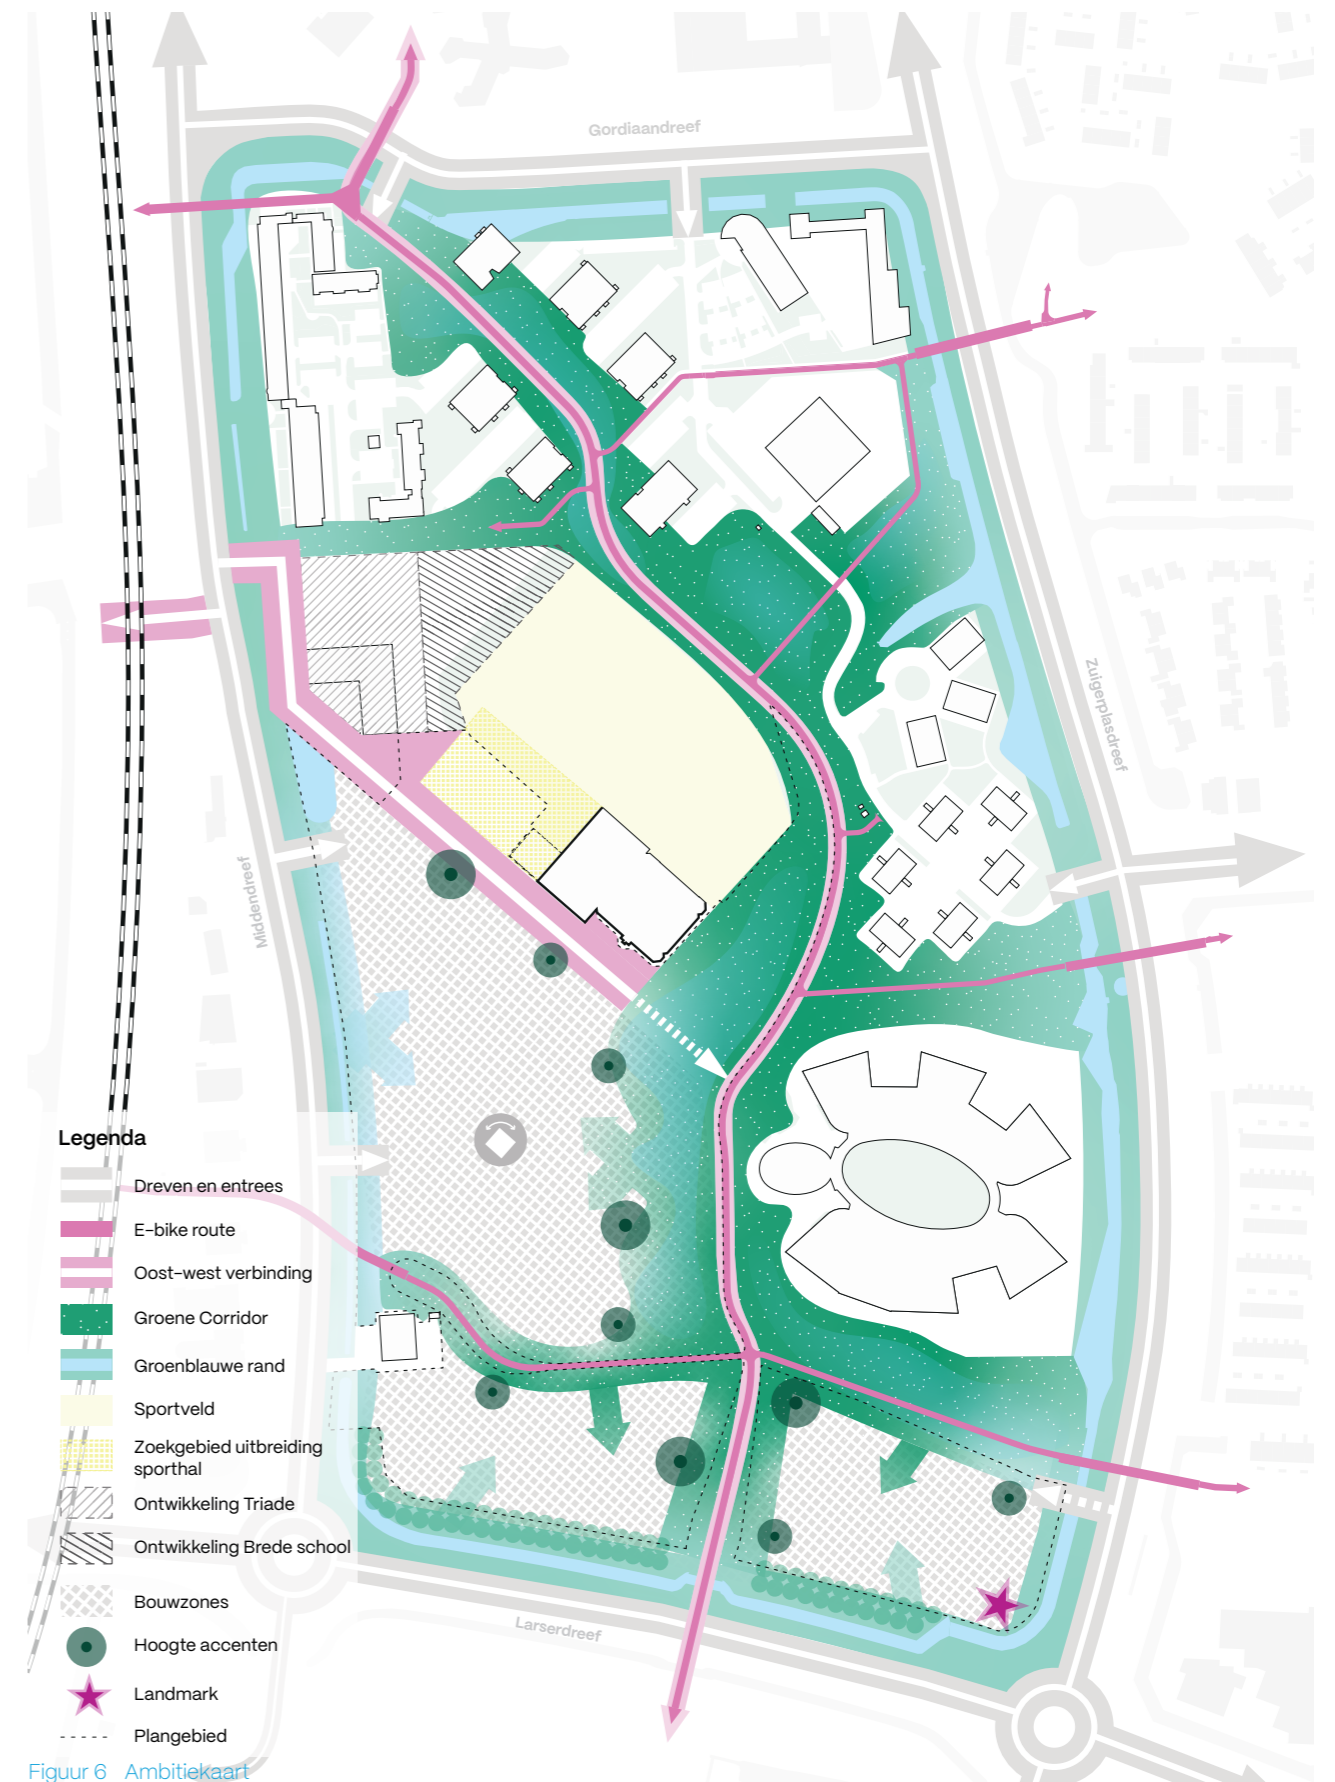 Gordiaandreef
Zuigerplasdreef
Middendreef
Larserdreef
Legenda
Dreven en entrees
E-bike route
Oost-west verbinding
Groene Corridor
Groenblauwe rand
Sportveld
Zoekgebied uitbreiding
sporthal
Ontwikkeling Triade
Ontwikkeling Brede school
Bouwzones
Hoogte accenten
Landmark
Plangebied
Figuur 6 Ambitiekaart